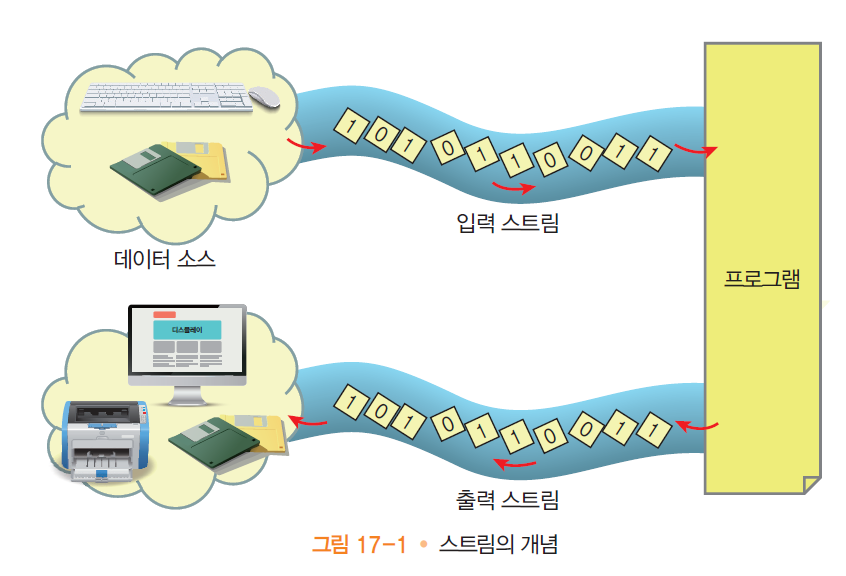 1 0 1 0 1 1 0 0 1 1
입력 스트림
데이터 소스
프로그램
디스플레이
1 0 1 0 1 1 0 0 1 1
출력 스트림
그림 17-1 • 스트림의 개념